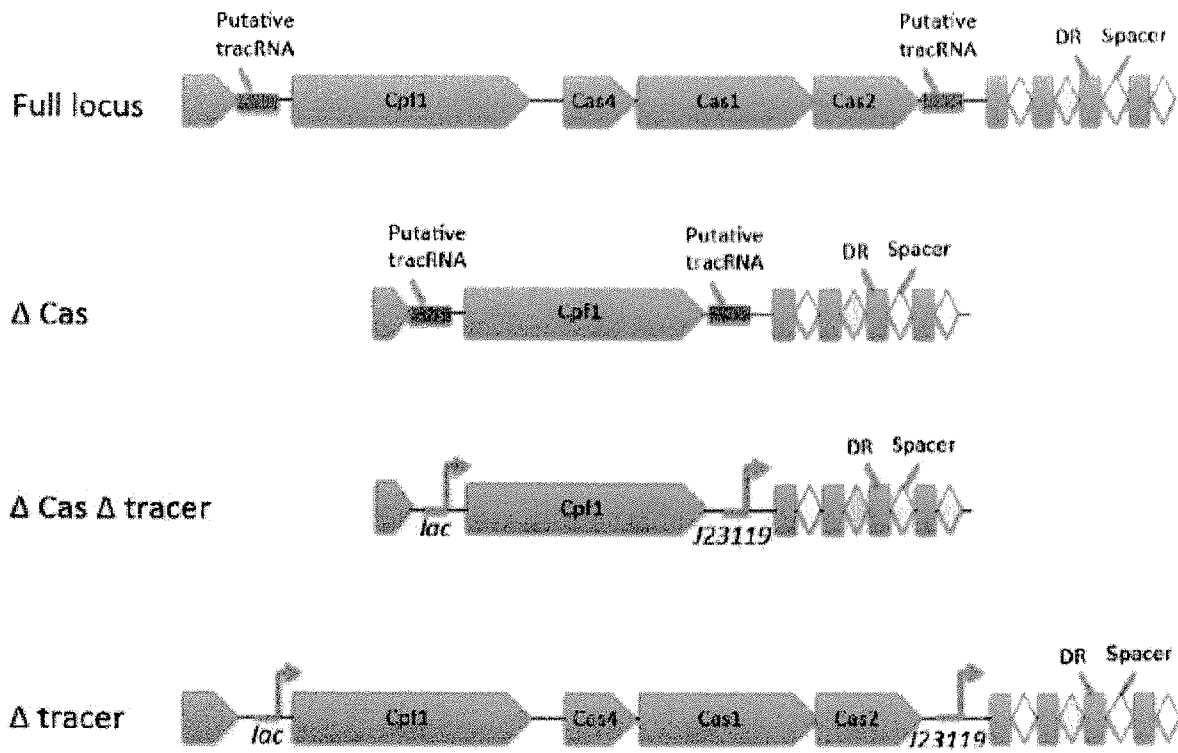 Putative
tracRNA
Putative
tracRNA
DR Spacer
Full locus
Cpf1 Cas4 Cas1 Cas2
Putative
tracRNA
Putative
tracRNA
DR Spacer
Δ Cas
Cpf1
DR Spacer
Δ Cas Δ tracer
Cpf1
lac J23119
DR Spacer
Δ tracer
Cpf1 Cas4 Cas1 Cas2
lac J23119